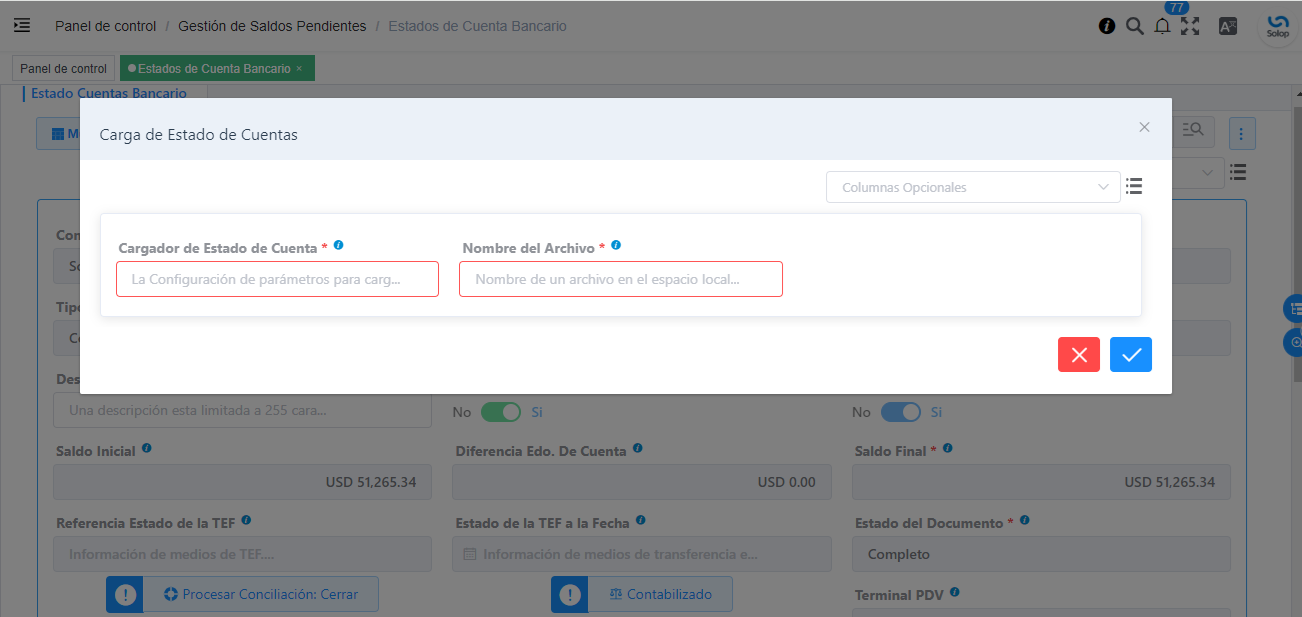 Panel de control / Gestión de Saldos Pendientes / Estados de Cuenta Bancario
77
Solop
Panel de control
Estados de Cuenta Bancario ×
Estado Cuentas Bancario
Carga de Estado de Cuentas
Columnas Opcionales
Cargador de Estado de Cuenta * Nombre del Archivo *
La Configuración de parámetros para carg... Nombre de un archivo en el espacio local...
Una descripción esta limitada a 255 cara... No Si No Si
Saldo Inicial Diferencia Edo. De Cuenta Saldo Final *
USD 51,265.34 USD 0.00 USD 51,265.34
Referencia Estado de la TEF Estado de la TEF a la Fecha Estado del Documento *
Información de medios de TEF.... Información de medios de transferencia e... Completo
Procesar Conciliación: Cerrar Contabilizado
Terminal PDV